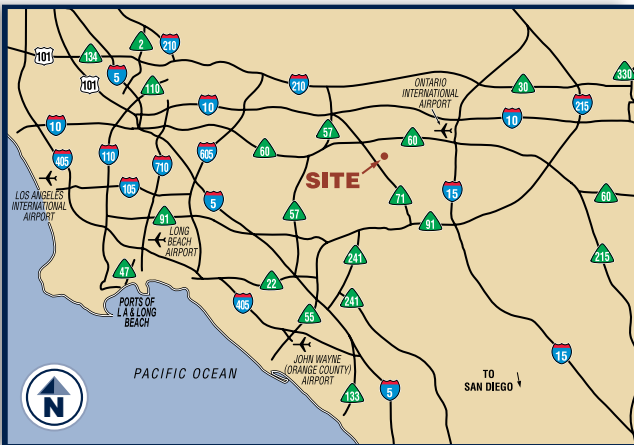 2
210
101
134
5
101
110
210
330
30
ONTARIO
INTERNATIONAL
AIRPORT
10
215
10
10
57
60
60
405
110
710
605
SITE
LOS ANGELES
INTERNATIONAL
AIRPORT
105
5
71
15
60
91
57
91
LONG
BEACH
AIRPORT
241
215
47
22
PORTS OF
LA & LONG
BEACH
405
241
55
15
JOHN WAYNE
(ORANGE COUNTY)
AIRPORT
PACIFIC OCEAN
TO
SAN DIEGO
133
5
N